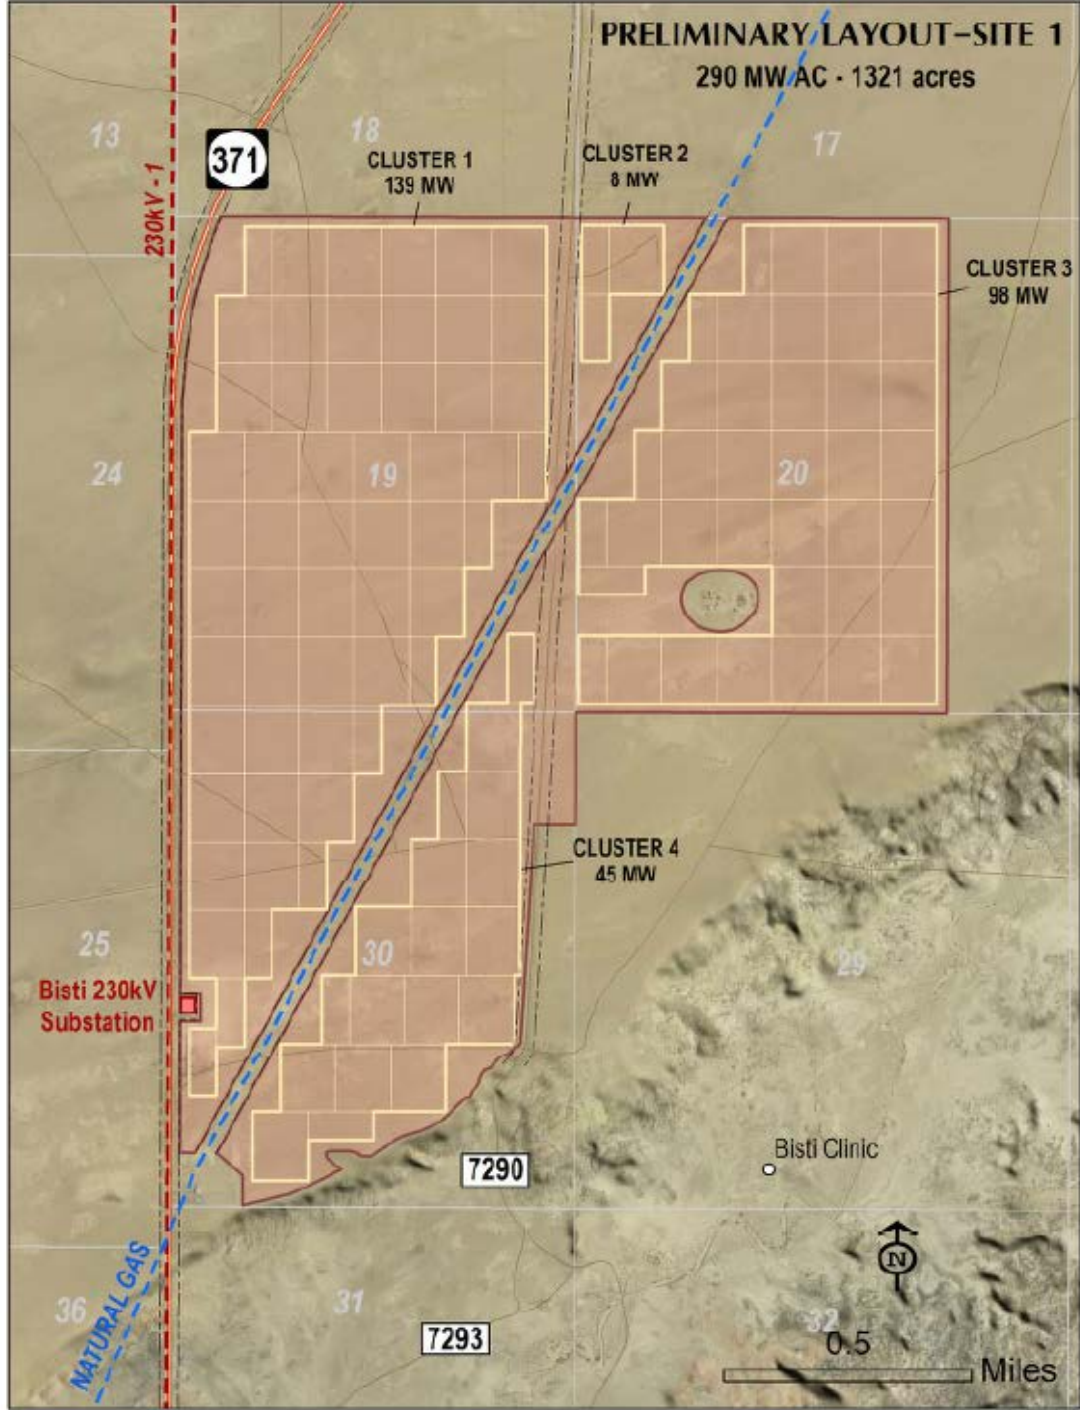 PRELIMINARY LAYOUT-SITE 1
290 MW AC - 1321 acres
13
18
17
371
CLUSTER 1
139 MW
CLUSTER 2
8 MW
230kV - 1
CLUSTER 3
98 MW
24
19
20
CLUSTER 4
45 MW
25
30
29
Bisti 230kV
Substation
Bisti Clinic
7290
N
NATURAL GAS
36
31
32
7293
0.5
Miles